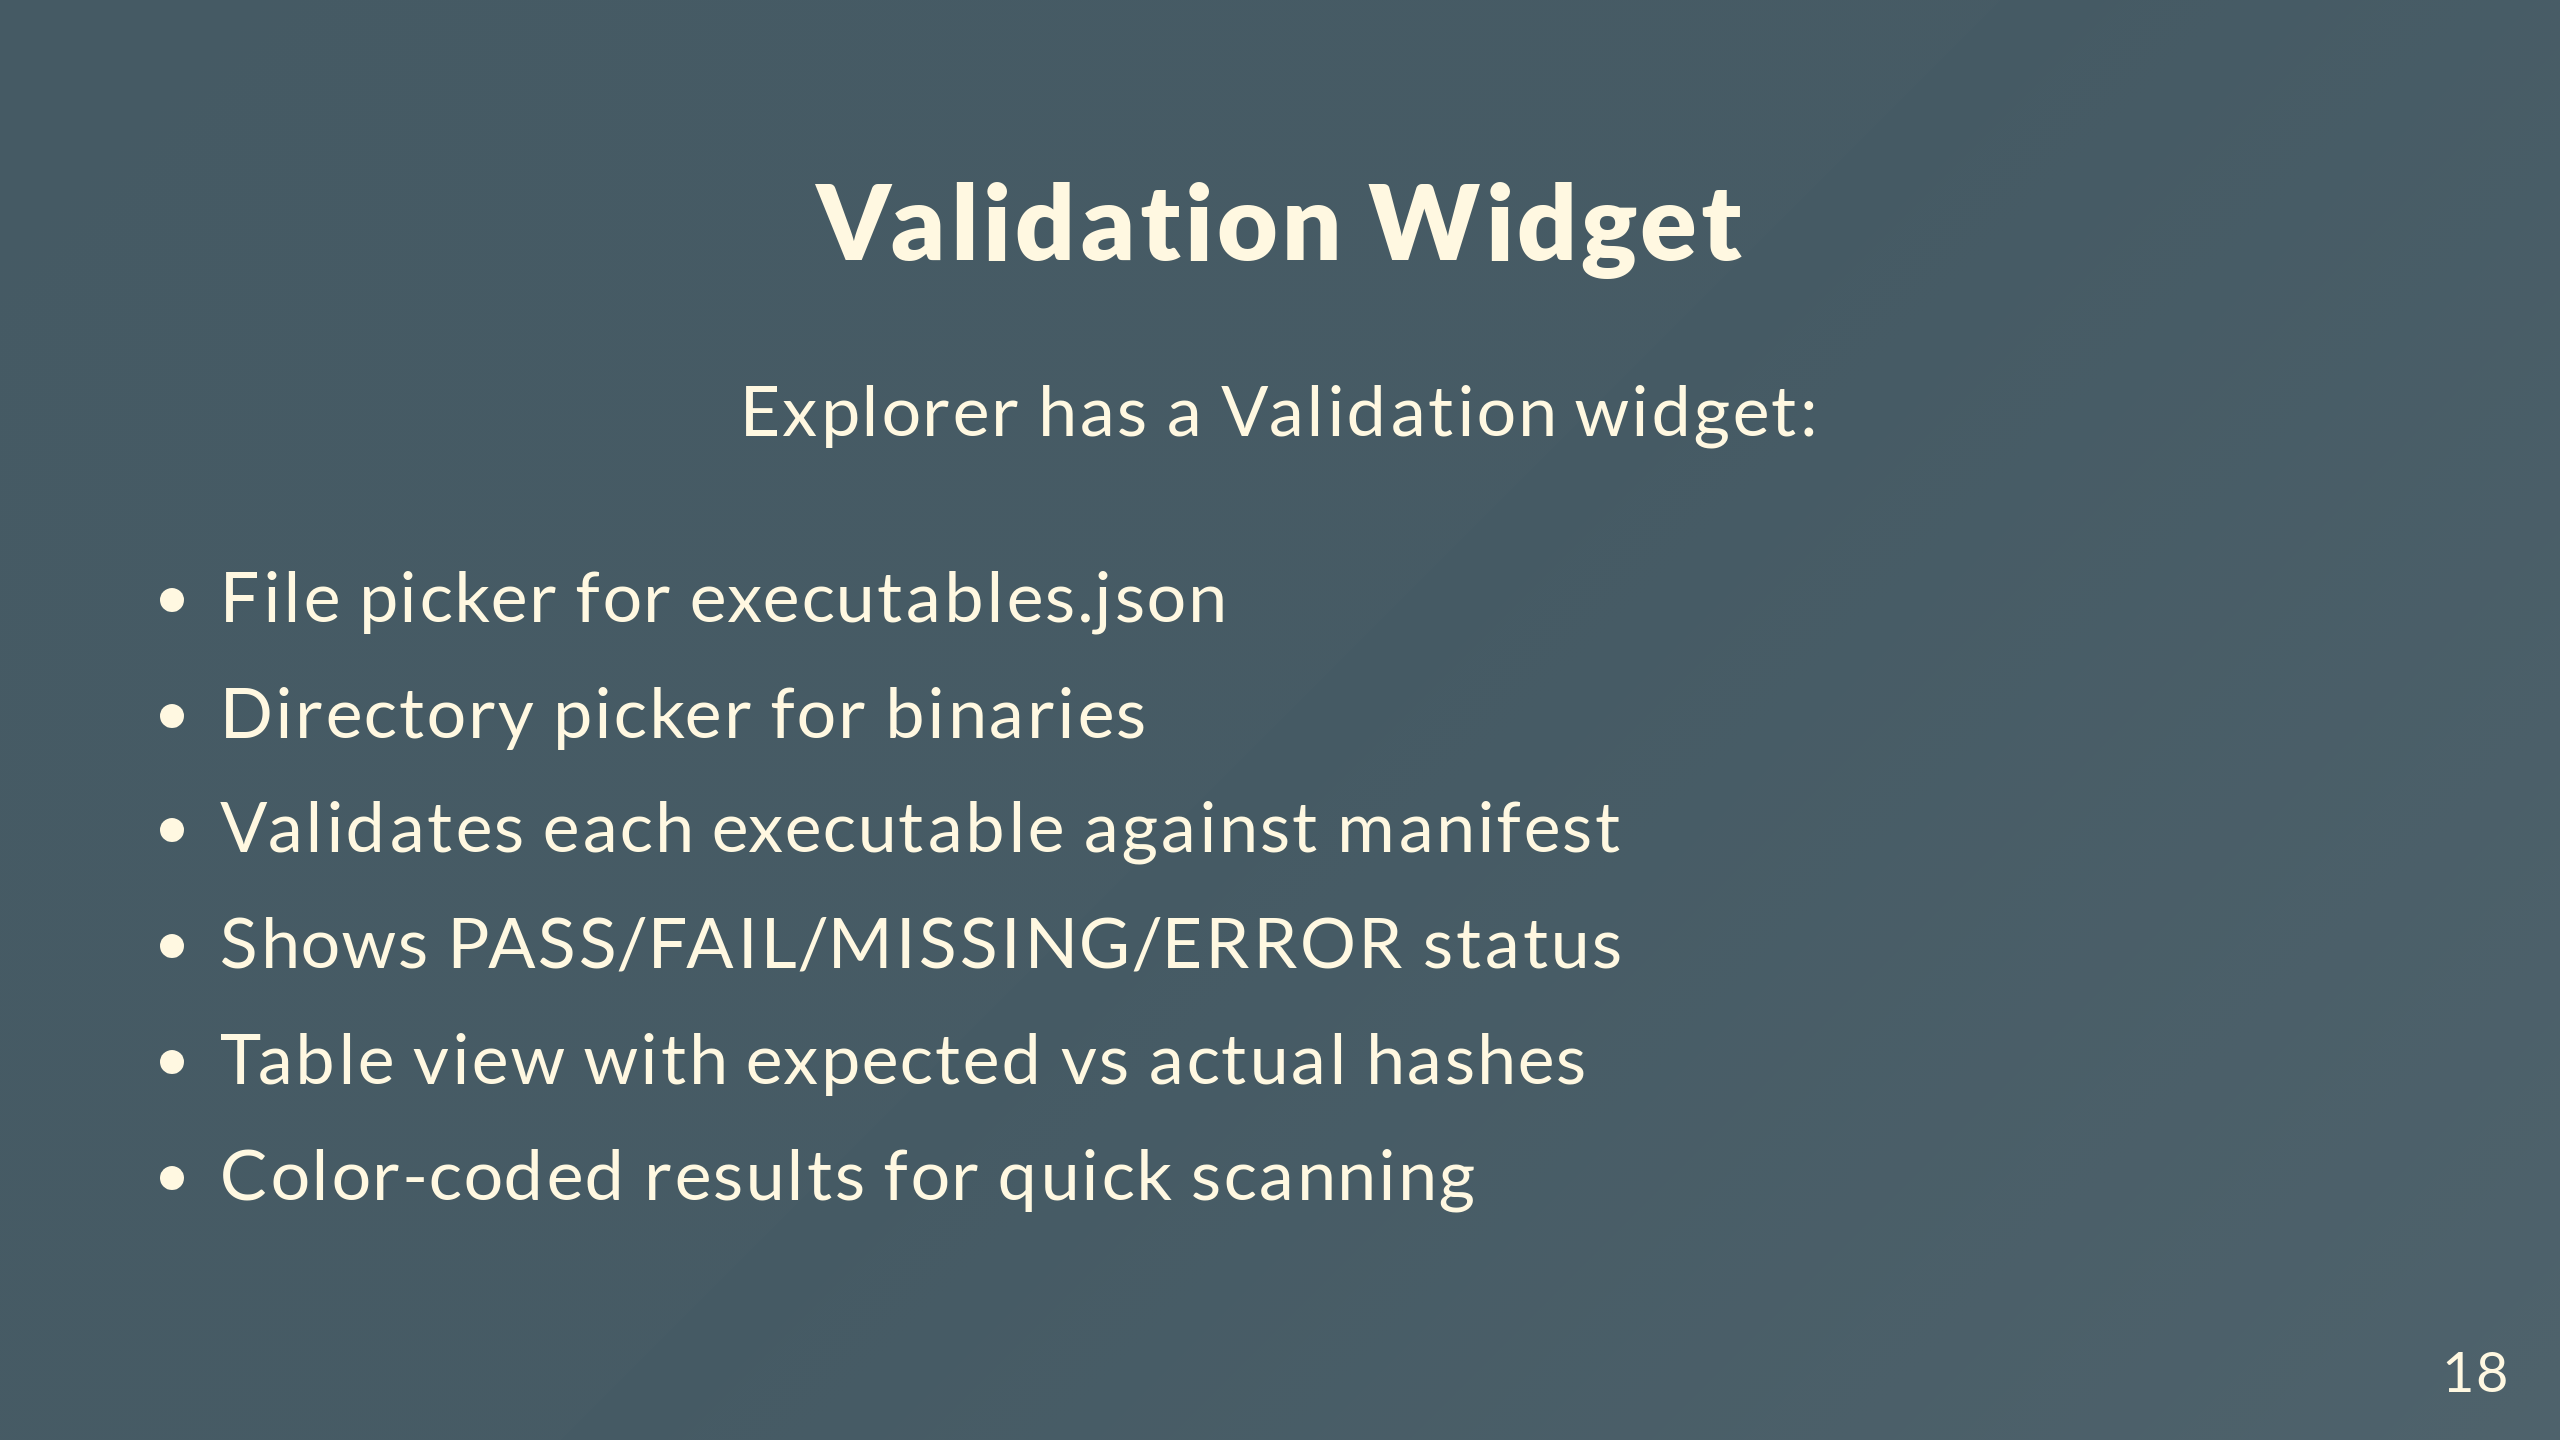 Validation Widget
Explorer has a Validation widget:
• File picker for executables.json
• Directory picker for binaries
• Validates each executable against manifest
• Shows PASS/FAIL/MISSING/ERROR status
• Table view with expected vs actual hashes
• Color-coded results for quick scanning
18